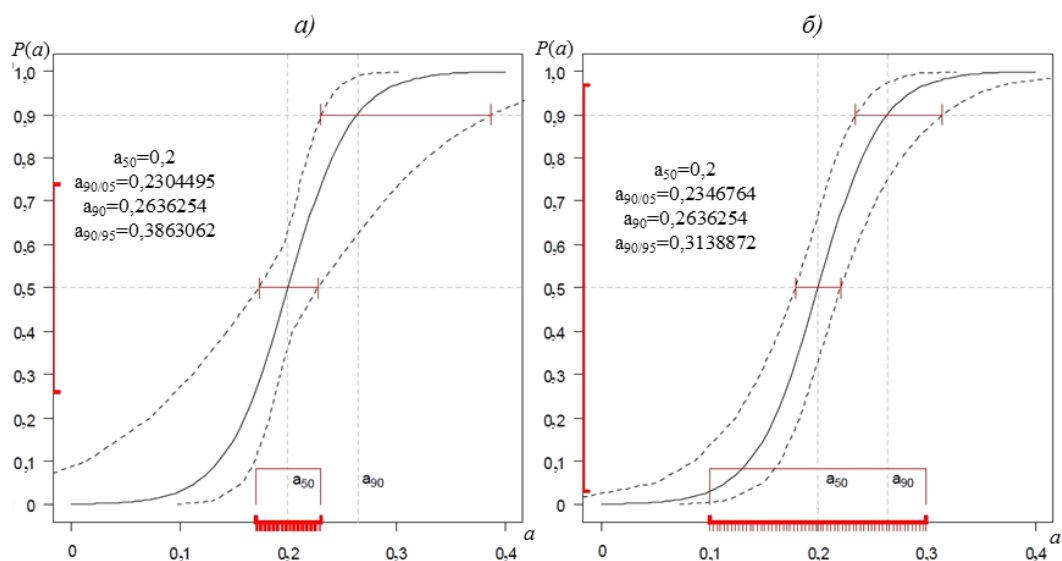 а)
P(a)
1,0
0,9
0,8
0,7
0,6
0,5
0,4
0,3
0,2
0,1
0
a₅₀=0,2
a₉₀/₀₅=0,2304495
a₉₀=0,2636254
a₉₀/₉₅=0,3863062
a₅₀
a₉₀
0 0,1 0,2 0,3 0,4 a
б)
P(a)
1,0
0,9
0,8
0,7
0,6
0,5
0,4
0,3
0,2
0,1
0
a₅₀=0,2
a₉₀/₀₅=0,2346764
a₉₀=0,2636254
a₉₀/₉₅=0,3138872
a₅₀
a₉₀
0 0,1 0,2 0,3 0,4 a